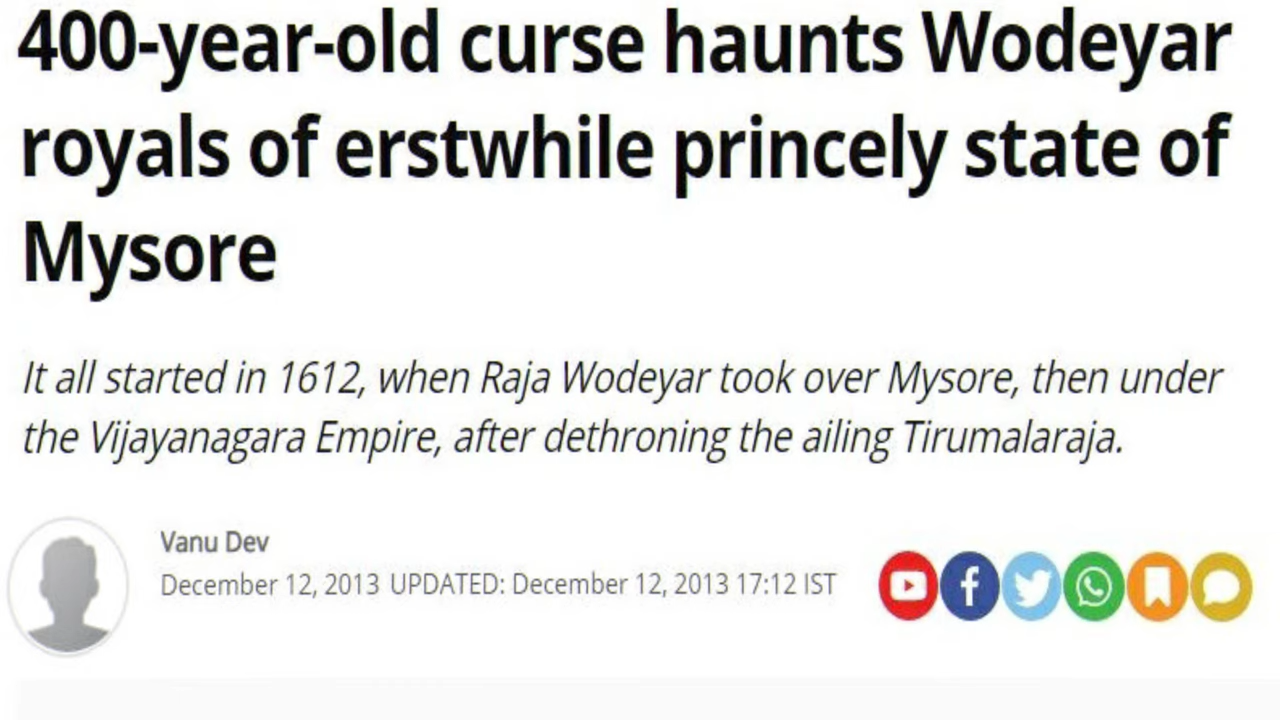 400-year-old curse haunts Wodeyar
royals of erstwhile princely state of
Mysore
It all started in 1612, when Raja Wodeyar took over Mysore, then under
the Vijayanagara Empire, after dethroning the ailing Tirumalaraja.
Vanu Dev
December 12, 2013 UPDATED: December 12, 2013 17:12 IST